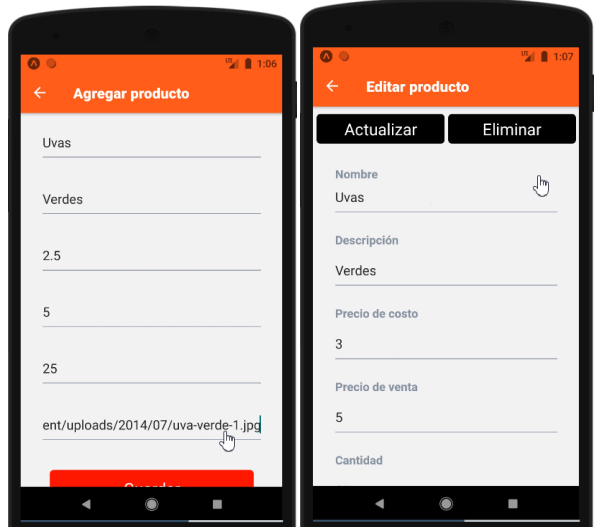 1:06
Agregar producto
Uvas
Verdes
2.5
5
25
ent/uploads/2014/07/uva-verde-1.jpg
Guardar
1:07
Editar producto
Actualizar
Eliminar
Nombre
Uvas
Descripción
Verdes
Precio de costo
3
Precio de venta
5
Cantidad